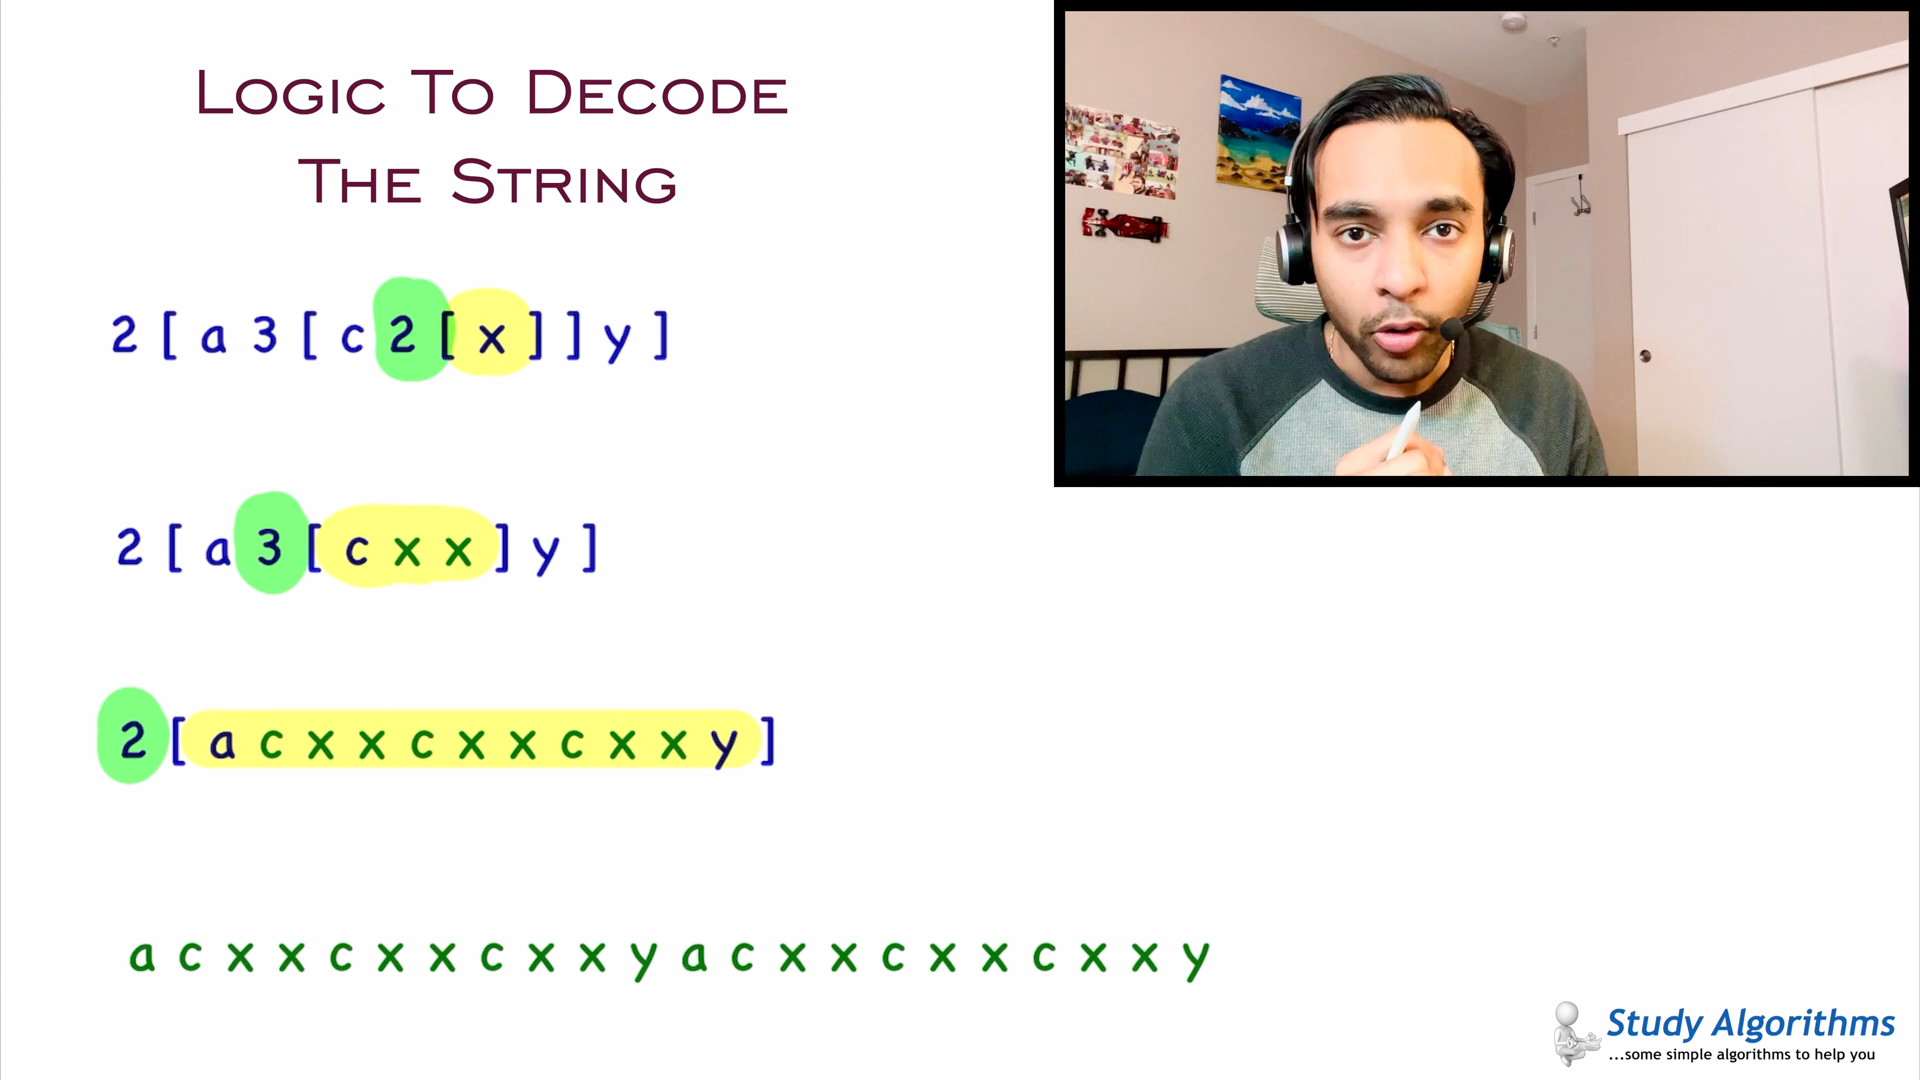 LOGIC TO DECODE
THE STRING
2 [ a 3 [ c 2 [ x ] ] y ]
2 [ a 3 [ c x x ] y ]
2 [ a c x x c x x c x x y ]
a c x x c x x c x x y a c x x c x x c x x y
Study Algorithms
...some simple algorithms to help you